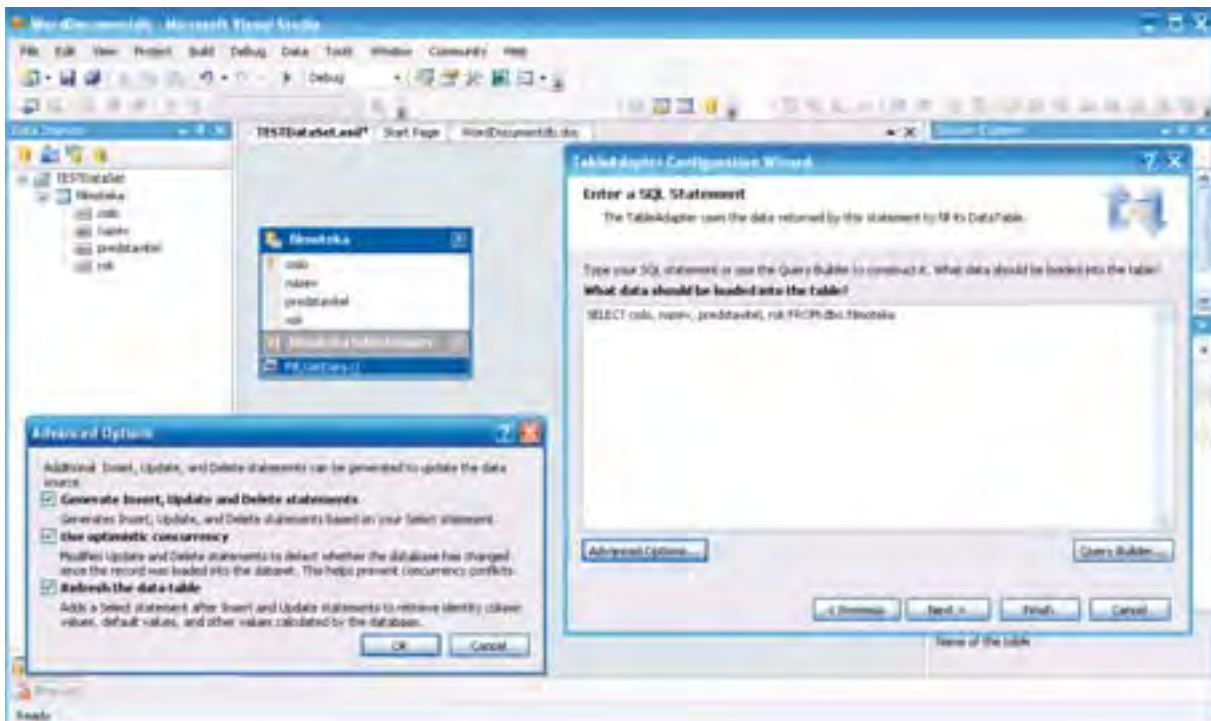 WordDocumentdb - Microsoft Visual Studio
File Edit View Project Build Debug Data Tools Window Community Help
Debug
Data Sources
TESTDataSet.xsd* Start Page WordDocumentdb.doc
TESTDataSet
filmoteka
cislo
nazev
predstavitel
rok
filmoteka
cislo
nazev
predstavitel
rok
filmotekaTableAdapter
Fill,GetData ()
TableAdapter Configuration Wizard
Enter a SQL Statement
The TableAdapter uses the data returned by this statement to fill its DataTable.
Type your SQL statement or use the Query Builder to construct it. What data should be loaded into the table?
What data should be loaded into the table?
SELECT cislo, nazev, predstavitel, rok FROM dbo.filmoteka
Advanced Options...
Query Builder...
< Previous
Next >
Finish
Cancel
Name of the table
Advanced Options
Additional Insert, Update, and Delete statements can be generated to update the data
source.
Generate Insert, Update and Delete statements
Generates Insert, Update, and Delete statements based on your Select statement.
Use optimistic concurrency
Modifies Update and Delete statements to detect whether the database has changed
since the record was loaded into the dataset. This helps prevent concurrency conflicts.
Refresh the data table
Adds a Select statement after Insert and Update statements to retrieve identity column
values, default values, and other values calculated by the database.
OK
Cancel
Ready